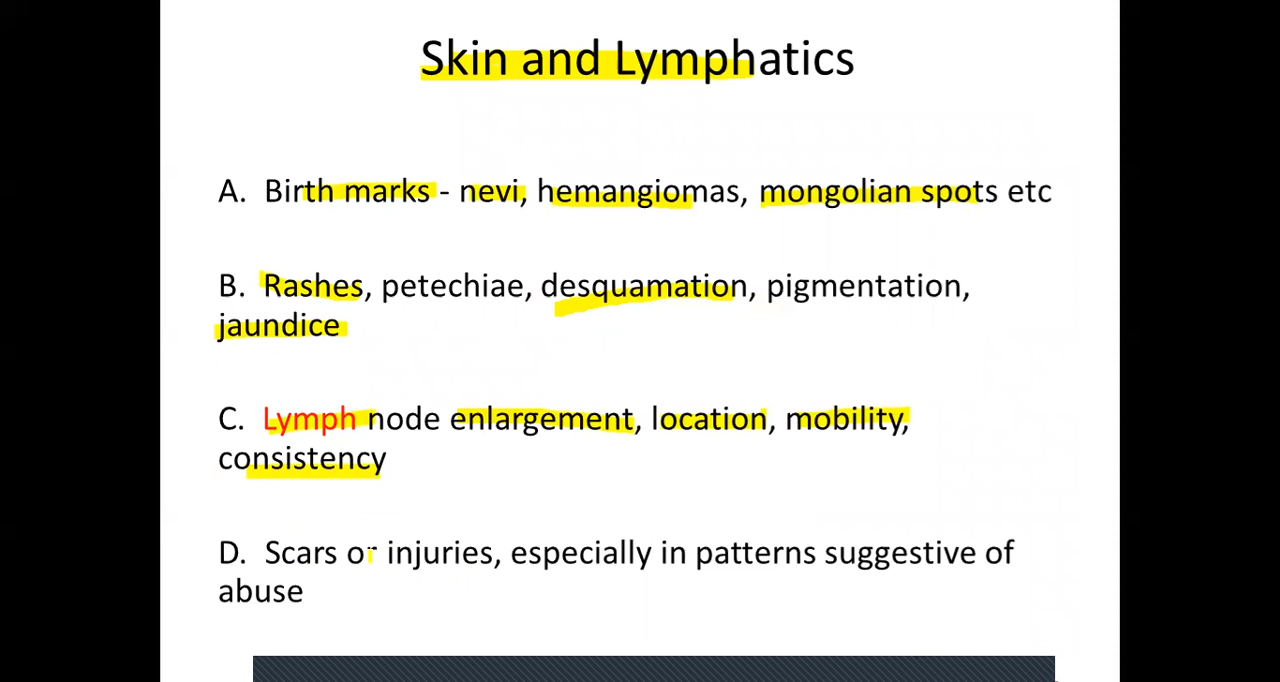 Skin and Lymphatics
A. Birth marks - nevi, hemangiomas, mongolian spots etc
B. Rashes, petechiae, desquamation, pigmentation,
jaundice
C. Lymph node enlargement, location, mobility,
consistency
D. Scars or injuries, especially in patterns suggestive of
abuse